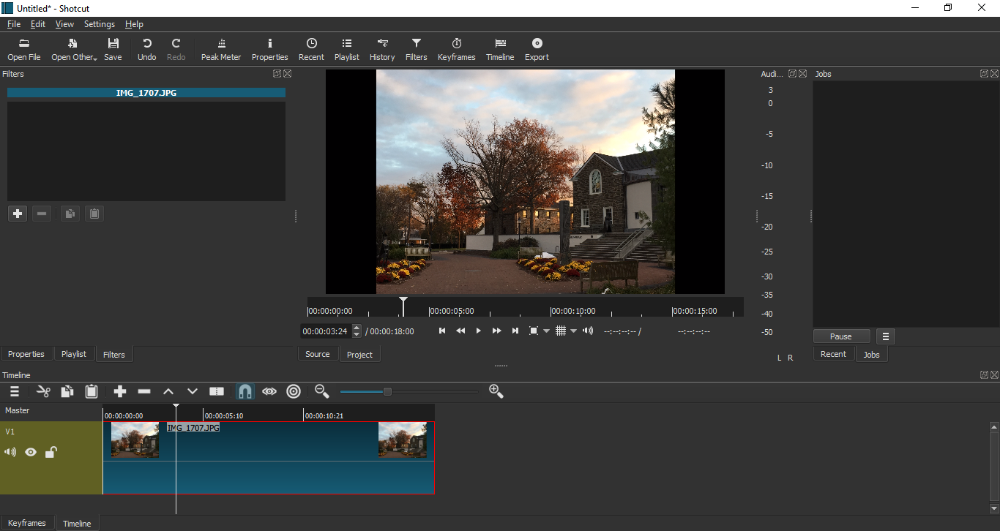 Untitled* - Shotcut
File Edit View Settings Help
Open File Open Other Save Undo Redo Peak Meter Properties Recent Playlist History Filters Keyframes Timeline Export
Filters
IMG_1707.JPG
Properties Playlist Filters
00:00:00:00 00:00:05:00 00:00:10:00 00:00:15:00
00:00:03:24 / 00:00:18:00 --:--:--:-- / --:--:--:--
Source Project
Audi...
3
0
-5
-10
-15
-20
-25
-30
-35
-40
-50
L R
Jobs
Pause
Recent Jobs
Timeline
Master
00:00:00:00 00:00:05:10 00:00:10:21
V1
IMG_1707.JPG
Keyframes Timeline